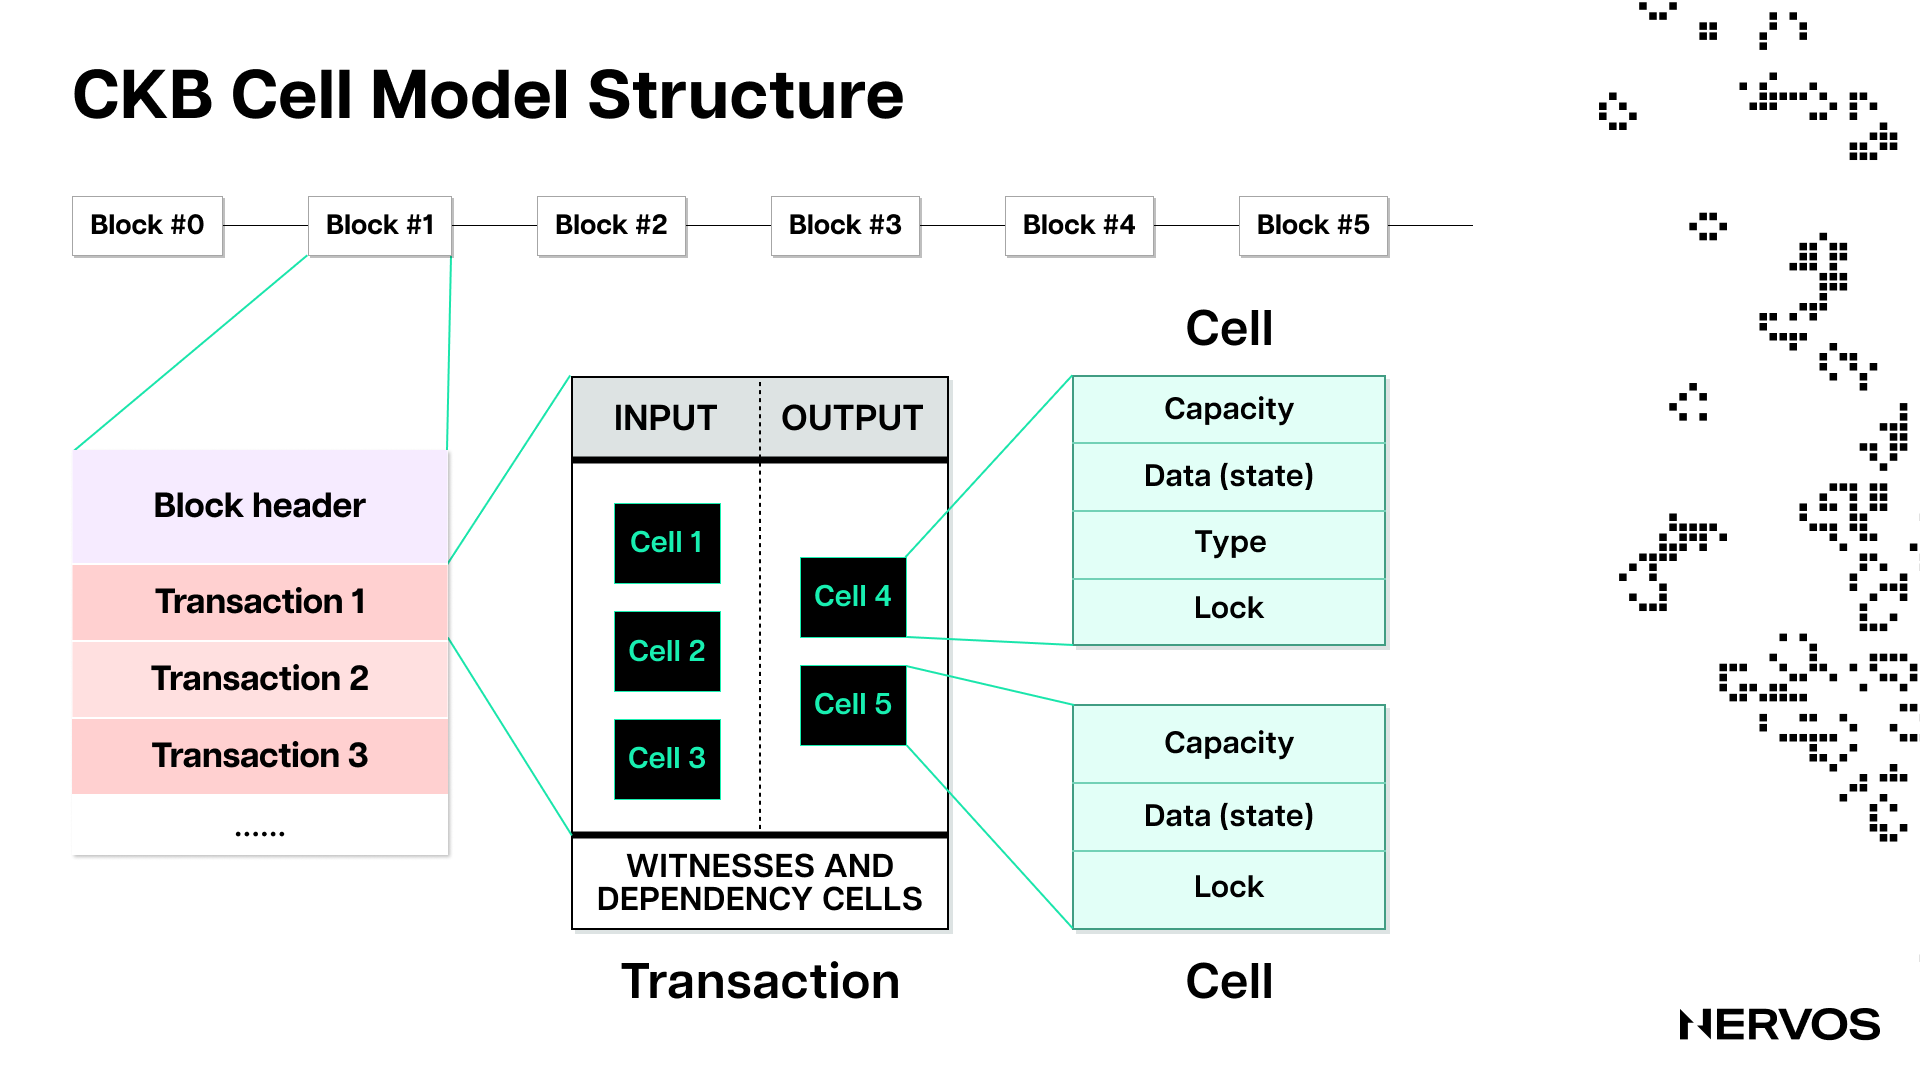 CKB Cell Model Structure
Block #0
Block #1
Block #2
Block #3
Block #4
Block #5
Block header
Transaction 1
Transaction 2
Transaction 3
......
INPUT
OUTPUT
Cell 1
Cell 2
Cell 3
Cell 4
Cell 5
WITNESSES AND
DEPENDENCY CELLS
Transaction
Cell
Capacity
Data (state)
Type
Lock
Capacity
Data (state)
Lock
Cell
NERVOS